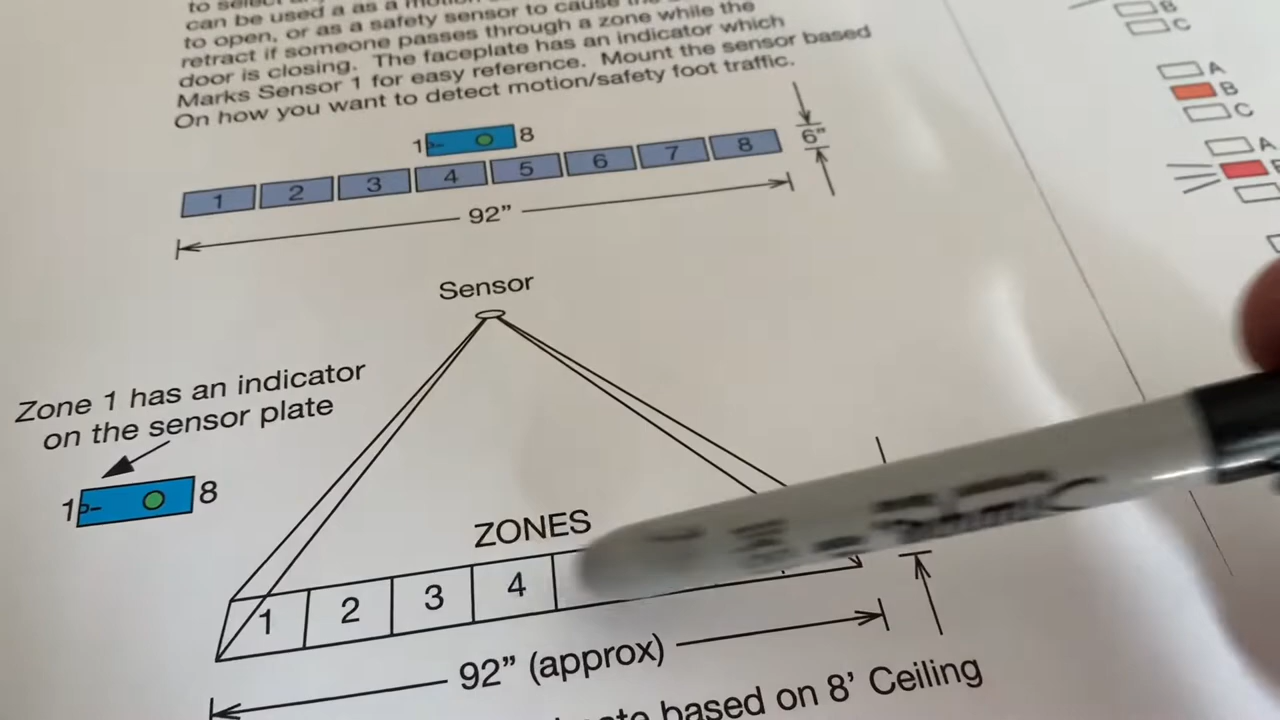 to select
can be used a as a motion
to open, or as a safety sensor to cause the
retract if someone passes through a zone while the
door is closing. The faceplate has an indicator which
Marks Sensor 1 for easy reference. Mount the sensor based
On how you want to detect motion/safety foot traffic.
1 8
1 2 3 4 5 6 7 8
6”
92”
Sensor
Zone 1 has an indicator
on the sensor plate
1 8
ZONES
1 2 3 4
92” (approx)
based on 8’ Ceiling
B
C
A
B
C
A